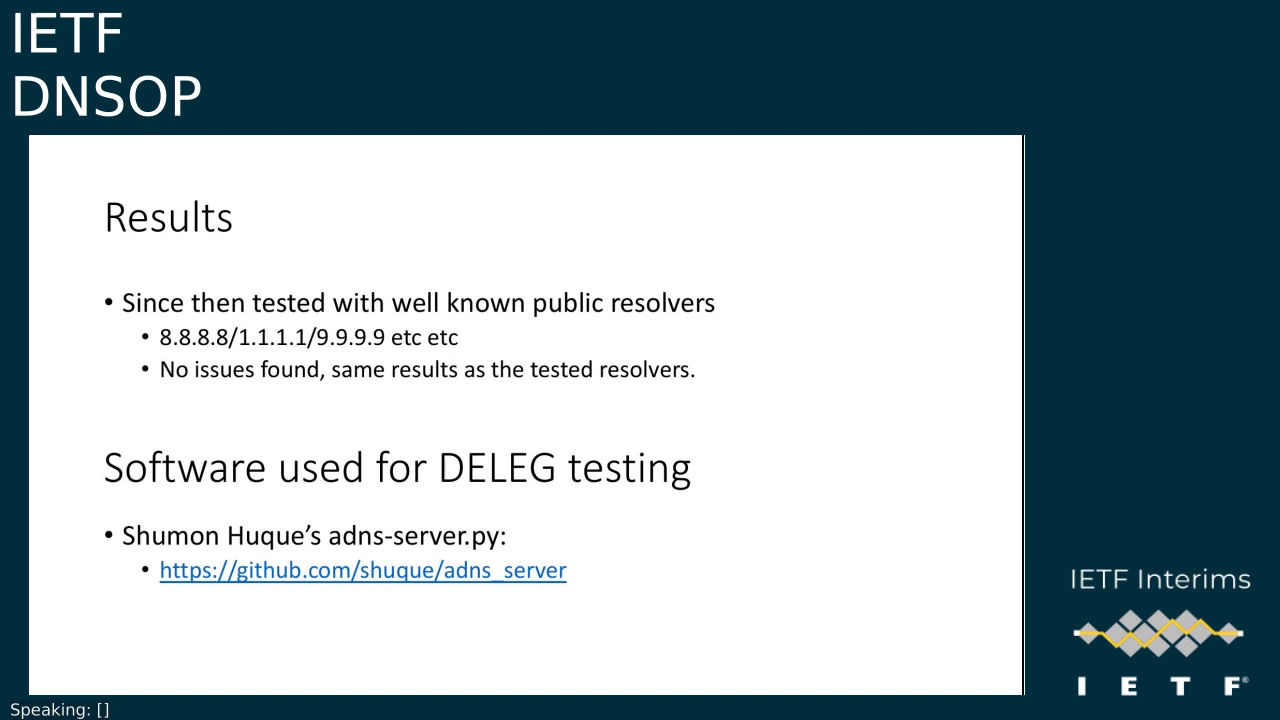 IETF
DNSOP
Results
• Since then tested with well known public resolvers
• 8.8.8.8/1.1.1.1/9.9.9.9 etc etc
• No issues found, same results as the tested resolvers.
Software used for DELEG testing
• Shumon Huque’s adns-server.py:
• https://github.com/shuque/adns_server
IETF Interims
I E T F®
Speaking: []